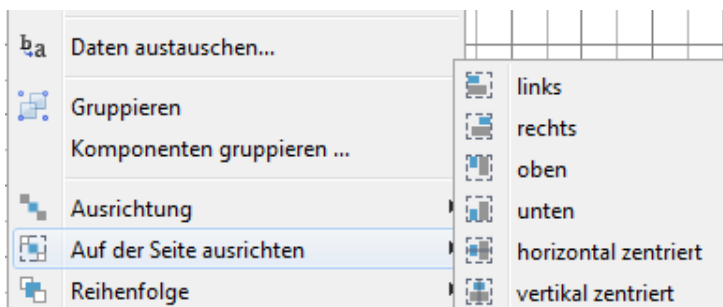 Daten austauschen...
Gruppieren
Komponenten gruppieren ...
Ausrichtung
Auf der Seite ausrichten
Reihenfolge
links
rechts
oben
unten
horizontal zentriert
vertikal zentriert